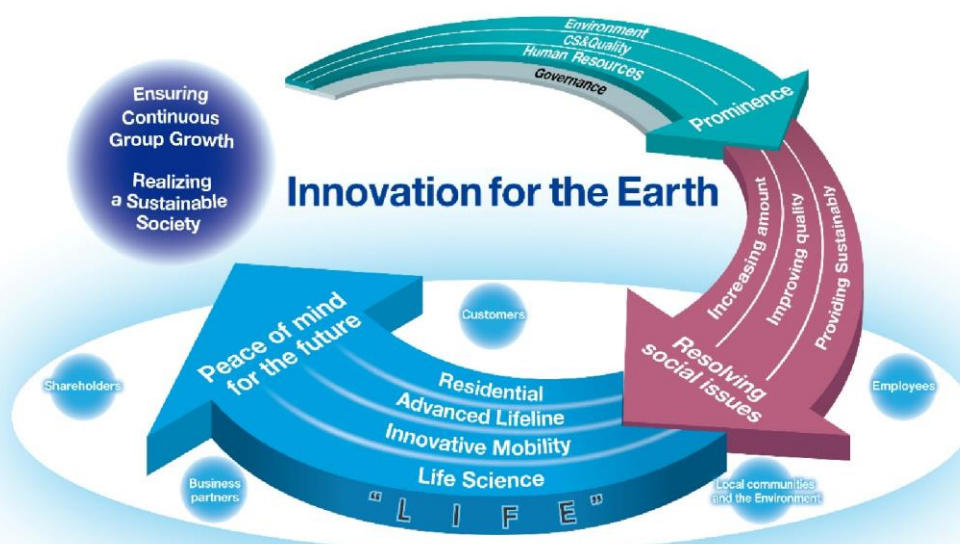 Environment
CS&Quality
Human Resources
Governance
Prominence
Ensuring
Continuous
Group Growth
Realizing
a Sustainable
Society
Innovation for the Earth
Increasing amount
Improving quality
Providing Sustainably
Resolving
social issues
Peace of mind
for the future
Customers
Shareholders
Employees
Residential
Advanced Lifeline
Innovative Mobility
Life Science
"LIFE"
Business
partners
Local communities
and the Environment